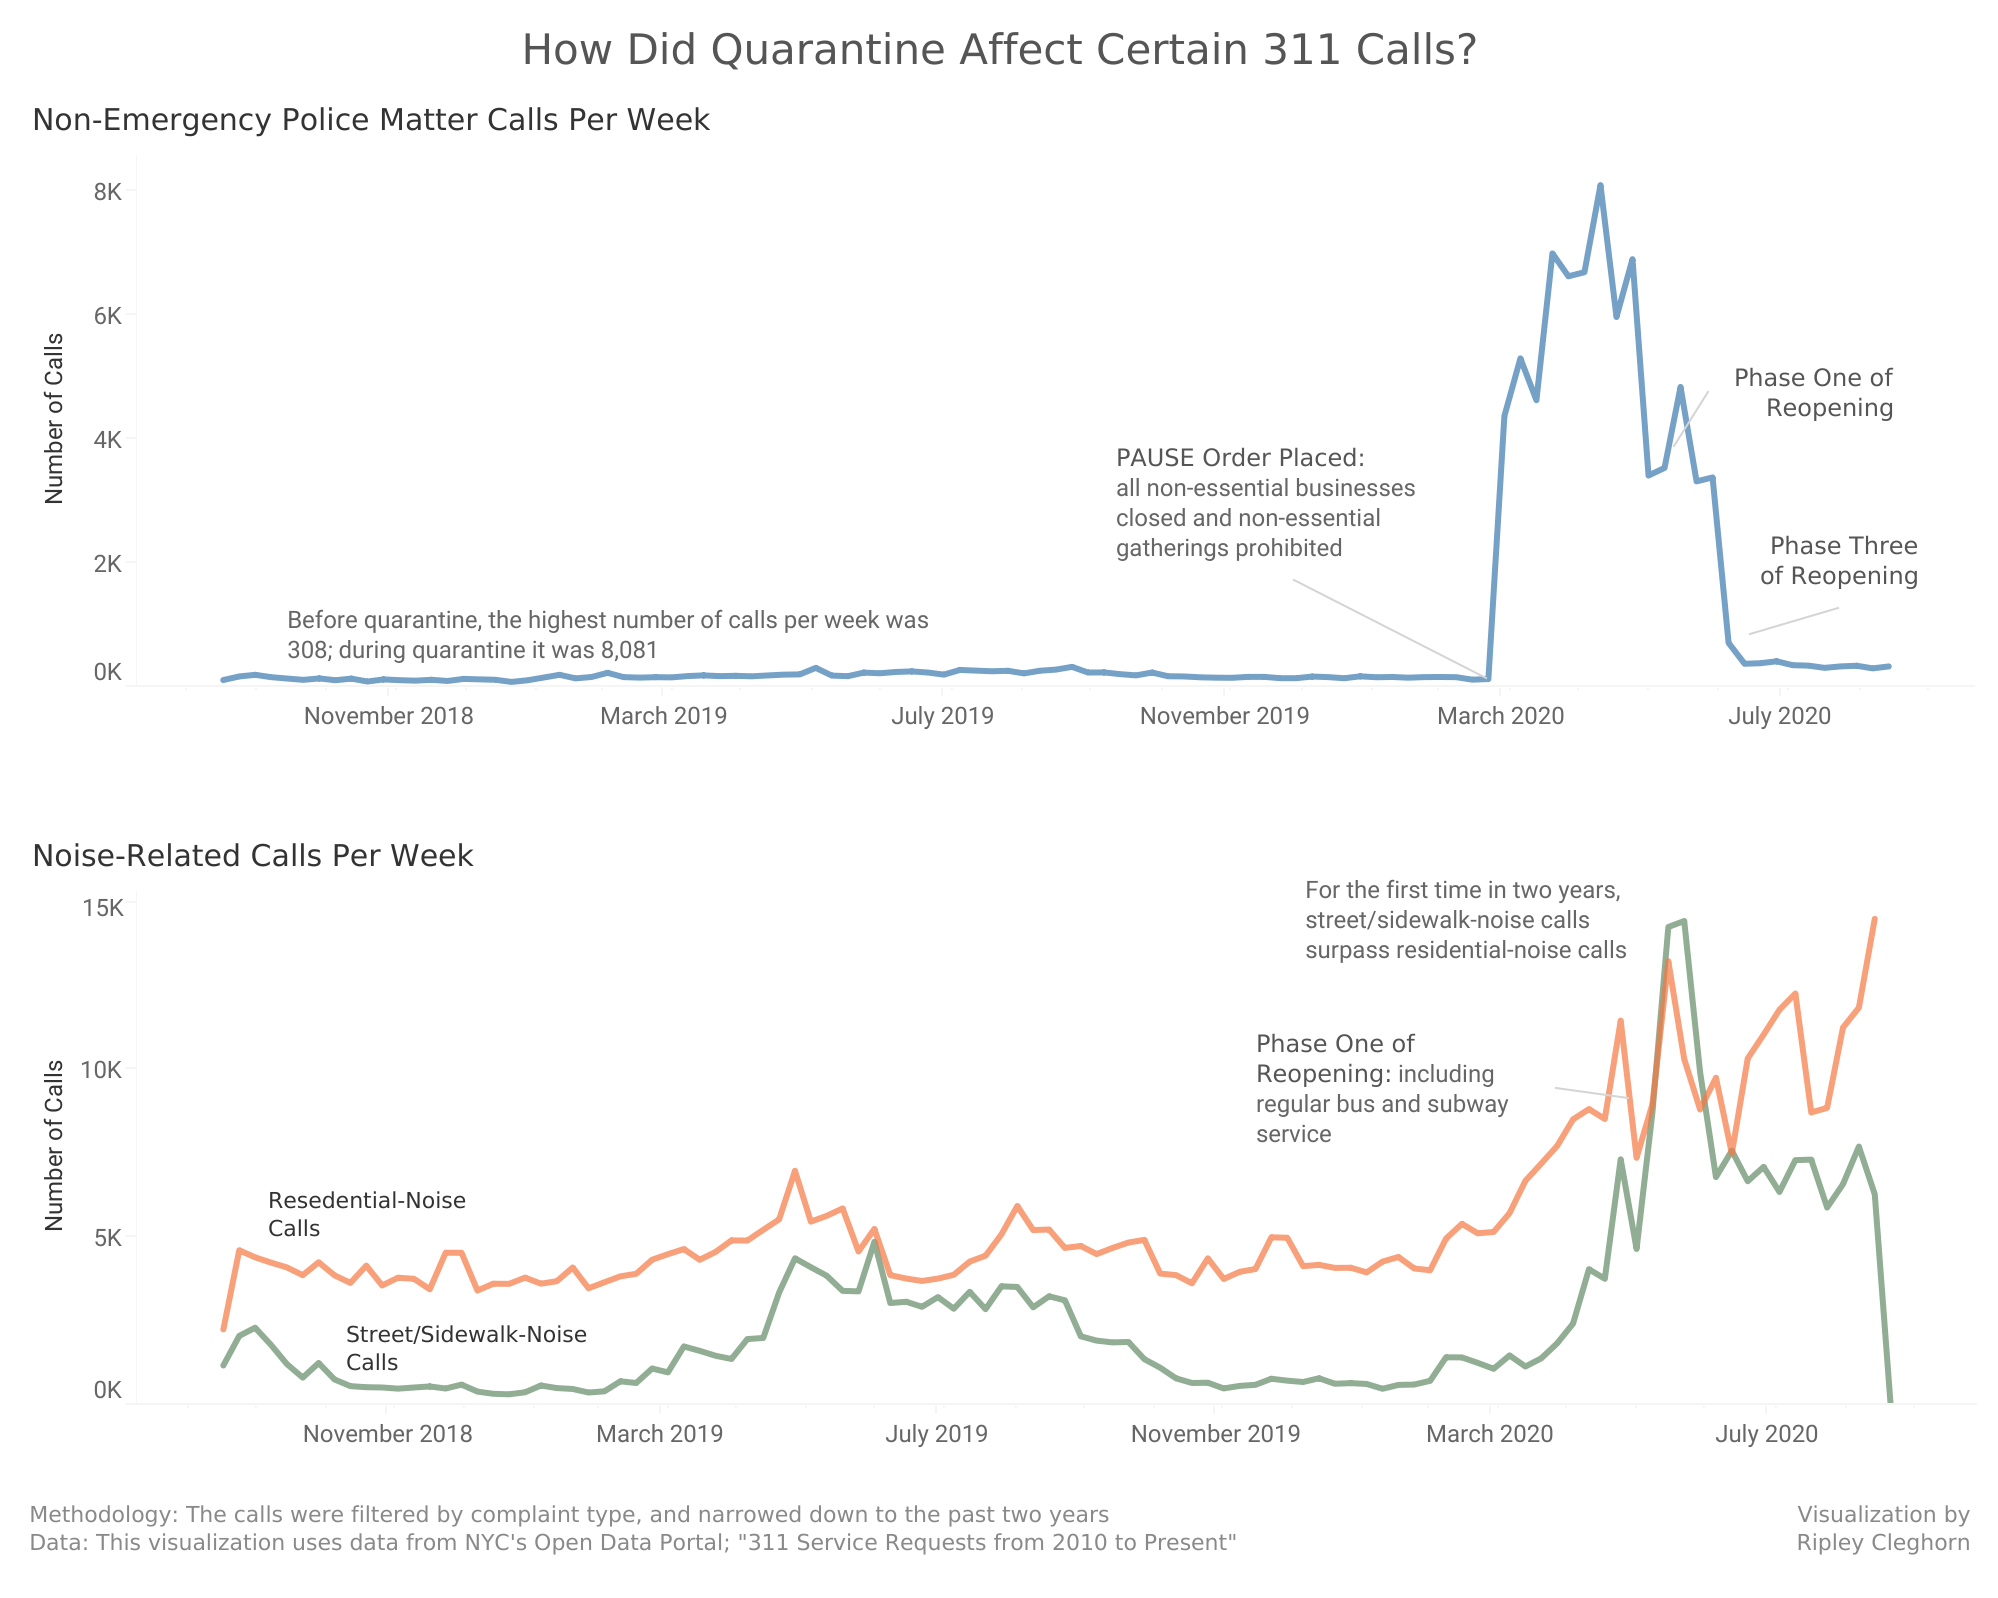 How Did Quarantine Affect Certain 311 Calls?
Non-Emergency Police Matter Calls Per Week
Number of Calls
8K
6K
4K
2K
0K
Before quarantine, the highest number of calls per week was
308; during quarantine it was 8,081
PAUSE Order Placed:
all non-essential businesses
closed and non-essential
gatherings prohibited
Phase One of
Reopening
Phase Three
of Reopening
November 2018
March 2019
July 2019
November 2019
March 2020
July 2020
Noise-Related Calls Per Week
Number of Calls
15K
10K
5K
0K
For the first time in two years,
street/sidewalk-noise calls
surpass residential-noise calls
Phase One of
Reopening: including
regular bus and subway
service
Resedential-Noise
Calls
Street/Sidewalk-Noise
Calls
November 2018
March 2019
July 2019
November 2019
March 2020
July 2020
Methodology: The calls were filtered by complaint type, and narrowed down to the past two years
Data: This visualization uses data from NYC's Open Data Portal; "311 Service Requests from 2010 to Present"
Visualization by
Ripley Cleghorn